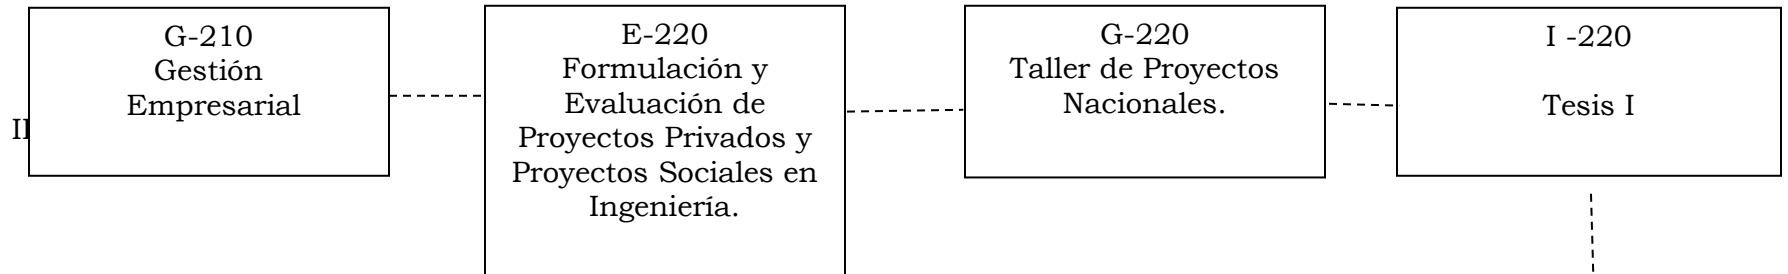 G-210
Gestión
Empresarial
E-220
Formulación y
Evaluación de
Proyectos Privados y
Proyectos Sociales en
Ingeniería.
G-220
Taller de Proyectos
Nacionales.
I -220
Tesis I